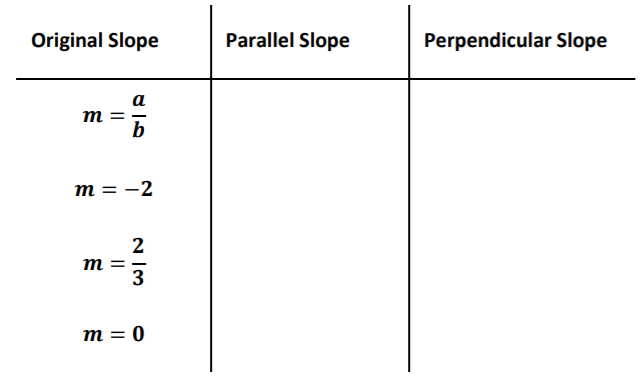 Original Slope Parallel Slope Perpendicular Slope
m = a/b
m = −2
m = 2/3
m = 0